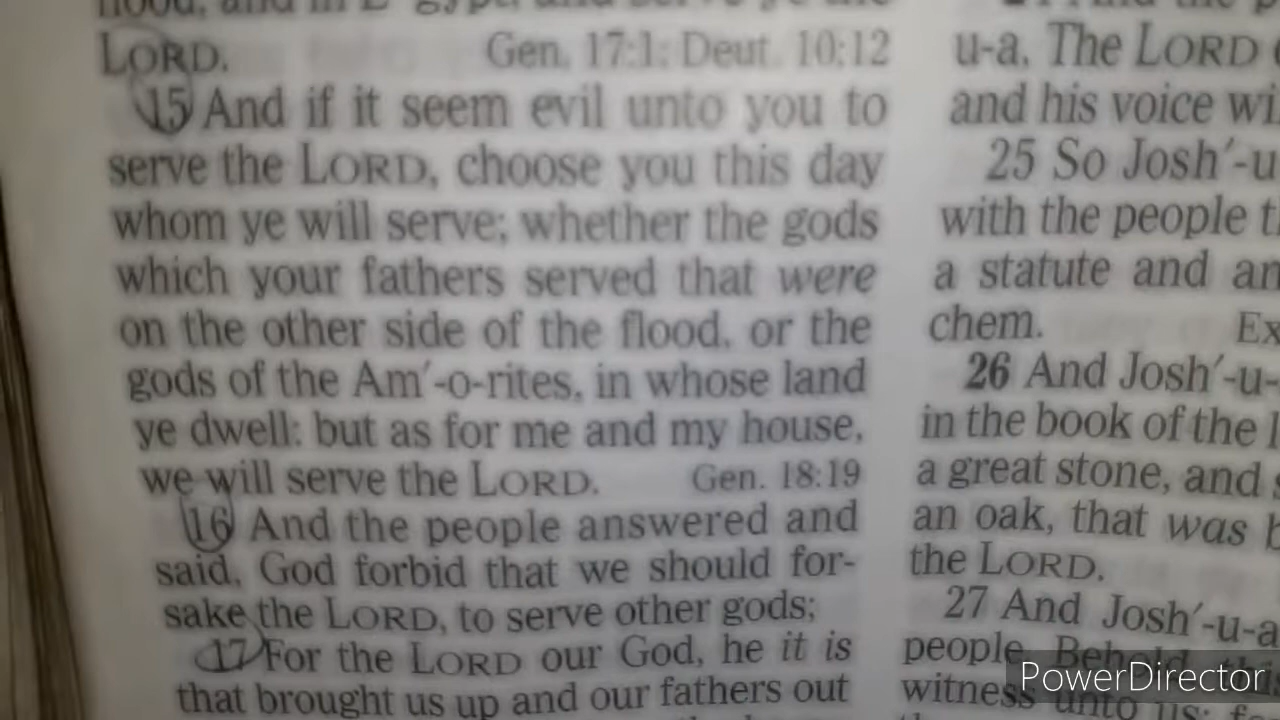 LORD. Gen. 17:1; Deut. 10:12
15 And if it seem evil unto you to
serve the LORD, choose you this day
whom ye will serve; whether the gods
which your fathers served that were
on the other side of the flood, or the
gods of the Am′-o-rites, in whose land
ye dwell: but as for me and my house,
we will serve the LORD. Gen. 18:19
16 And the people answered and
said, God forbid that we should for-
sake the LORD, to serve other gods;
17 For the LORD our God, he it is
that brought us up and our fathers out
u-a, The LORD
and his voice
25 So Josh′-u
with the people
a statute and
chem.
26 And Josh′-u-
in the book of the
a great stone, and
an oak, that was
the LORD.
27 And Josh′-u-a
people, Behold,
witness unto us;
PowerDirector